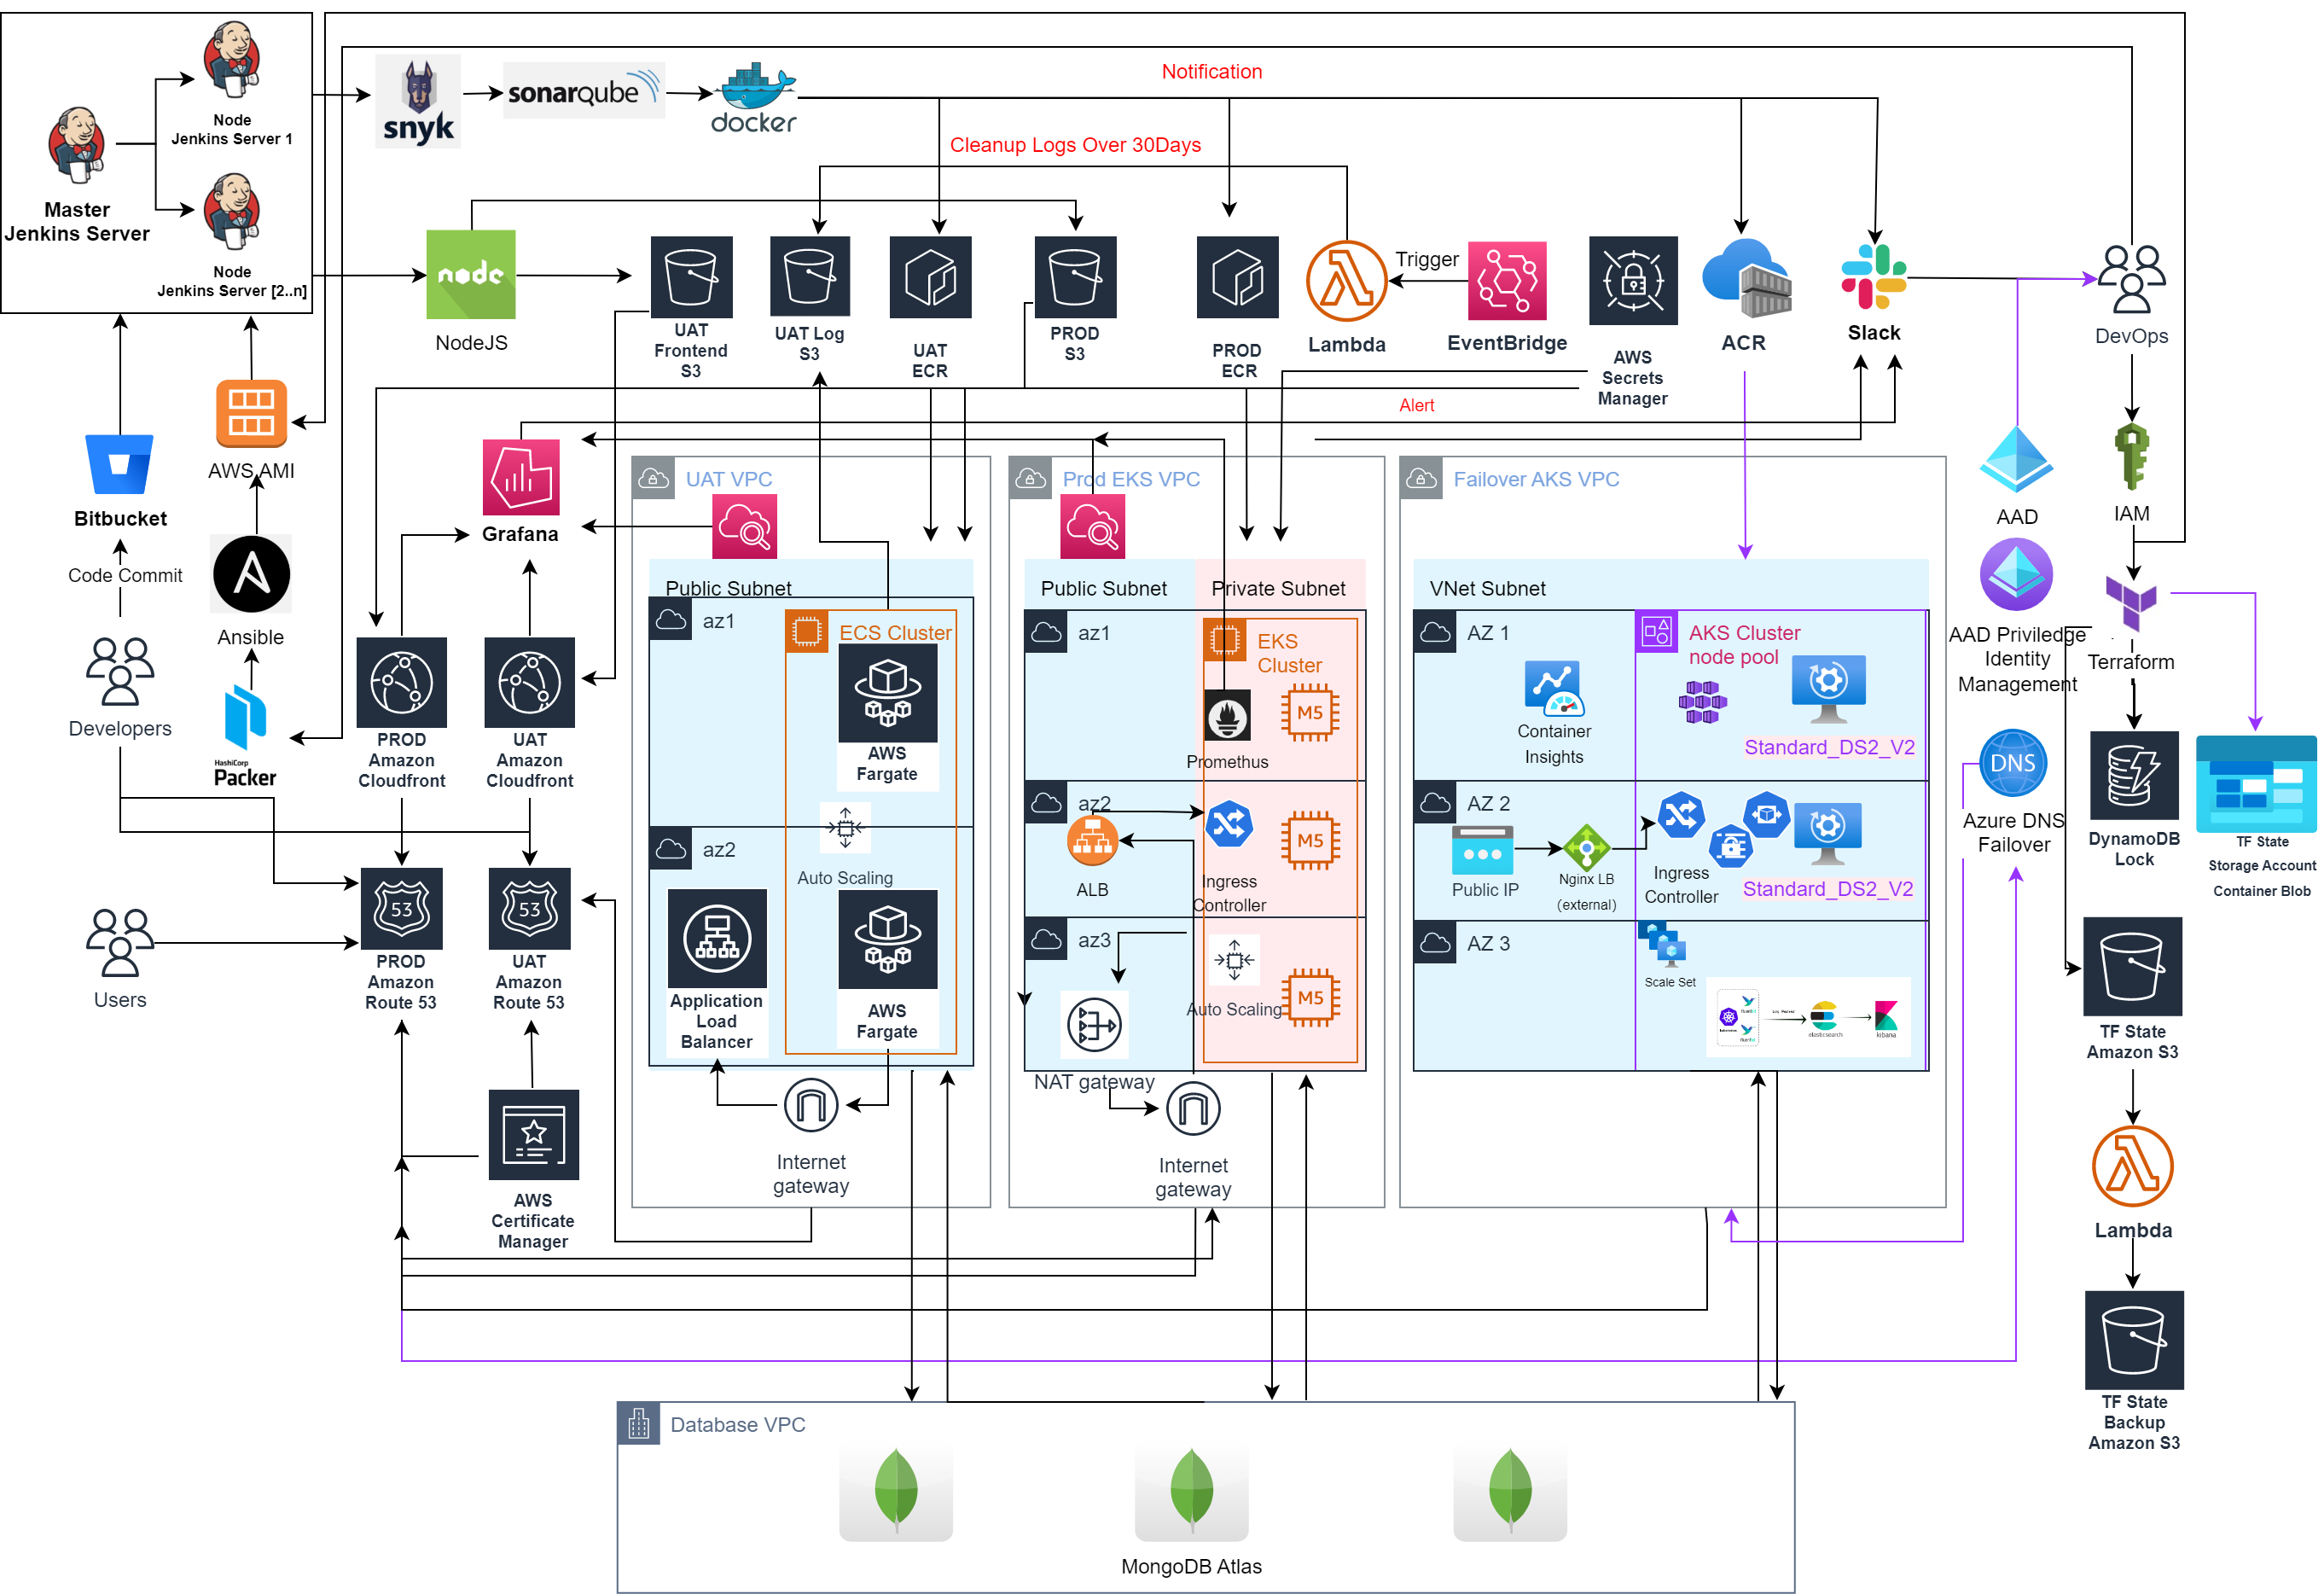 Notification
Cleanup Logs Over 30Days
Node
Jenkins Server 1
Master
Jenkins Server
Node
Jenkins Server [2..n]
snyk
sonarqube
docker
node
NodeJS
UAT
Frontend
S3
UAT Log
S3
UAT
ECR
PROD
S3
PROD
ECR
Lambda
Trigger
EventBridge
AWS
Secrets
Manager
ACR
Slack
DevOps
Alert
AWS AMI
Bitbucket
Code Commit
Ansible
Developers
HashiCorp
Packer
Users
Grafana
PROD
Amazon
Cloudfront
UAT
Amazon
Cloudfront
53
PROD
Amazon
Route 53
53
UAT
Amazon
Route 53
AWS
Certificate
Manager
UAT VPC
Public Subnet
az1
ECS Cluster
AWS
Fargate
az2
Auto Scaling
Application
Load
Balancer
AWS
Fargate
Internet
gateway
Prod EKS VPC
Public Subnet
Private Subnet
az1
EKS
Cluster
M5
Promethus
az2
ALB
Ingress
Controller
M5
az3
Auto Scaling
M5
NAT gateway
Internet
gateway
Failover AKS VPC
VNet Subnet
AZ 1
AKS Cluster
node pool
Container
Insights
Standard_DS2_V2
AZ 2
Public IP
Nginx LB
(external)
Ingress
Controller
Standard_DS2_V2
AZ 3
Scale Set
elasticsearch
kibana
AAD
IAM
AAD Priviledge
Identity
Management
Terraform
DNS
Azure DNS
Failover
DynamoDB
Lock
TF State
Storage Account
Container Blob
TF State
Amazon S3
Lambda
TF State
Backup
Amazon S3
Database VPC
MongoDB Atlas